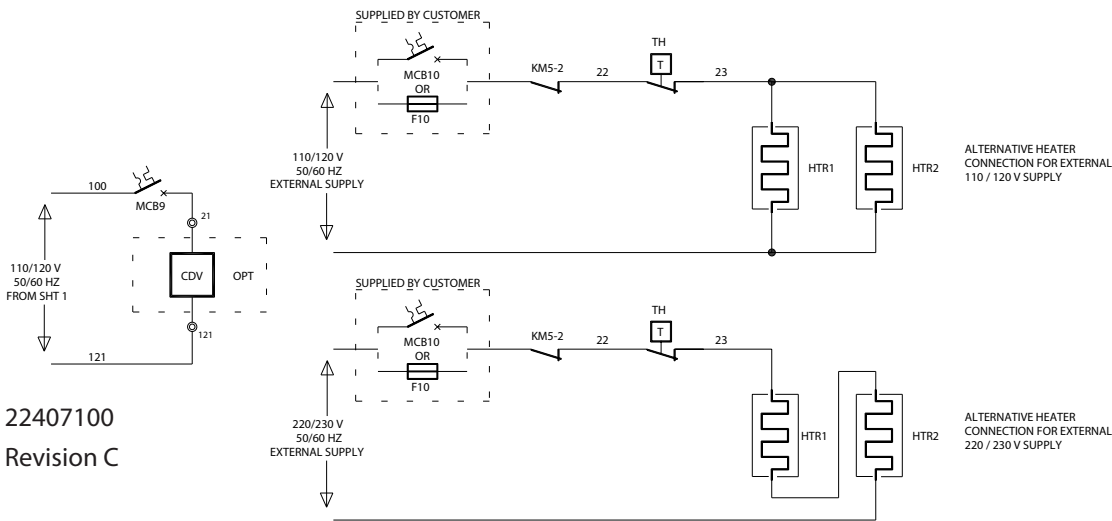 SUPPLIED BY CUSTOMER
MCB10
OR
F10
KM5-2
22
TH
T
23
110/120 V
50/60 HZ
EXTERNAL SUPPLY
HTR1
HTR2
ALTERNATIVE HEATER
CONNECTION FOR EXTERNAL
110 / 120 V SUPPLY
100
MCB9
21
110/120 V
50/60 HZ
FROM SHT 1
CDV
OPT
121
121
SUPPLIED BY CUSTOMER
MCB10
OR
F10
KM5-2
22
TH
T
23
220/230 V
50/60 HZ
EXTERNAL SUPPLY
HTR1
HTR2
ALTERNATIVE HEATER
CONNECTION FOR EXTERNAL
220 / 230 V SUPPLY
22407100
Revision C